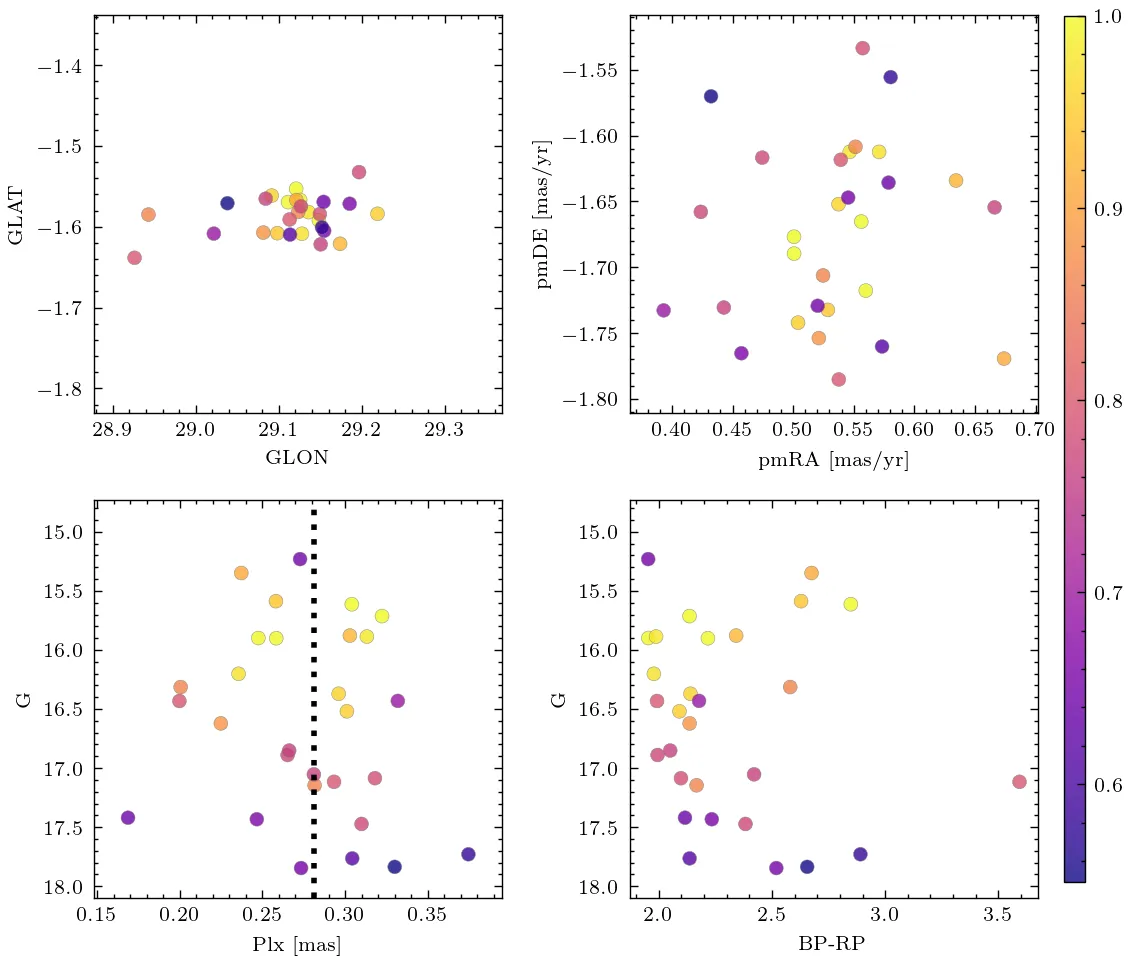 −1.4
−1.5
−1.6
−1.7
−1.8
GLAT
28.9 29.0 29.1 29.2 29.3
GLON
−1.55
−1.60
−1.65
−1.70
−1.75
−1.80
pmDE [mas/yr]
0.40 0.45 0.50 0.55 0.60 0.65 0.70
pmRA [mas/yr]
1.0
0.9
0.8
0.7
0.6
15.0
15.5
16.0
16.5
17.0
17.5
18.0
G
0.15 0.20 0.25 0.30 0.35
Plx [mas]
15.0
15.5
16.0
16.5
17.0
17.5
18.0
G
2.0 2.5 3.0 3.5
BP-RP